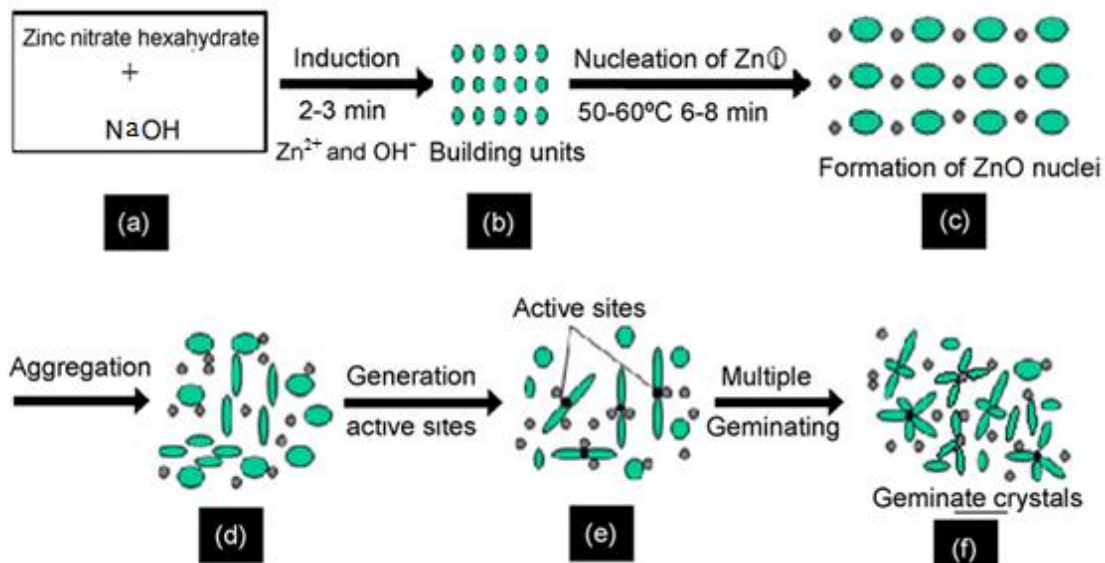 Zinc nitrate hexahydrate
+
NaOH
Induction
2-3 min
Zn²⁺ and OH⁻
Building units
Nucleation of Zn
50-60ºC 6-8 min
Formation of ZnO nuclei
(a)
(b)
(c)
Aggregation
Generation
active sites
Active sites
Multiple
Geminating
Geminate crystals
(d)
(e)
(f)